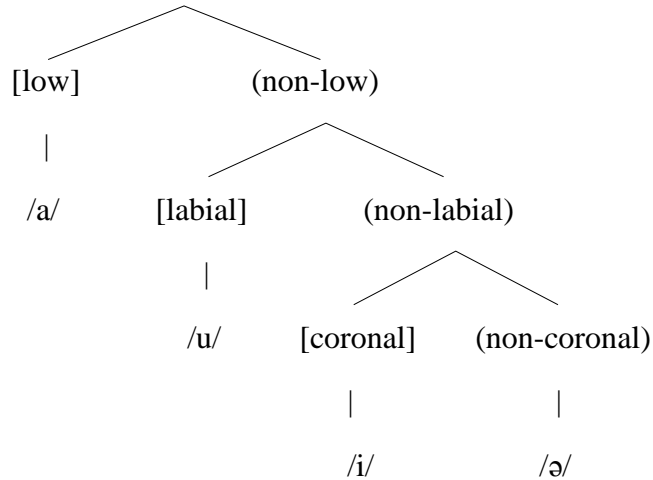 [low] (non-low)
|
/a/ [labial] (non-labial)
|
/u/ [coronal] (non-coronal)
| |
/i/ /ə/